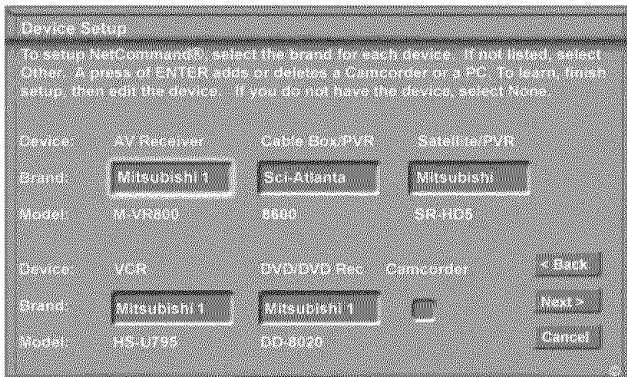 Device Setup
To setup NetCommand®, select the brand for each device. If not listed, select
Other. A press of ENTER adds or deletes a Camcorder or a PC. To learn, finish
setup, then edit the device. If you do not have the device, select None.
Device: AV Receiver Cable Box/PVR Satellite/PVR
Brand: Mitsubishi 1 Sci-Atlanta Mitsubishi
Model: M-VR800 8600 SR-HD5
Device: VCR DVD/DVD Rec Camcorder < Back
Brand: Mitsubishi 1 Mitsubishi 1 Next >
Model: HS-U795 DD-8020 Cancel
©